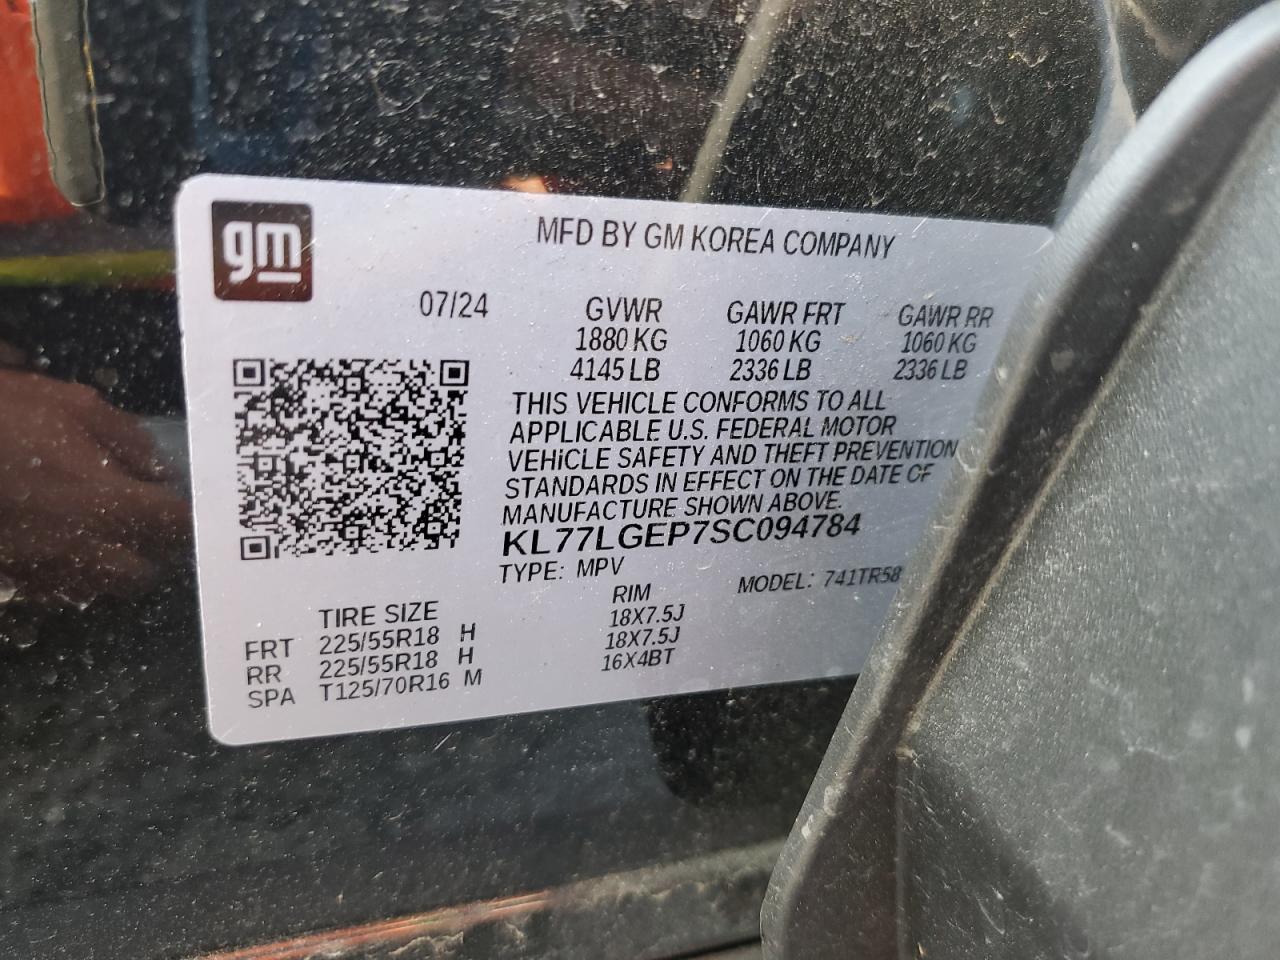 gm
MFD BY GM KOREA COMPANY
07/24 GVWR GAWR FRT GAWR RR
1880 KG 1060 KG 1060 KG
4145 LB 2336 LB 2336 LB
THIS VEHICLE CONFORMS TO ALL
APPLICABLE U.S. FEDERAL MOTOR
VEHICLE SAFETY AND THEFT PREVENTION
STANDARDS IN EFFECT ON THE DATE OF
MANUFACTURE SHOWN ABOVE.
KL77LGEP7SC094784
TYPE: MPV MODEL: 741TR58
TIRE SIZE RIM
FRT 225/55R18 H 18X7.5J
RR 225/55R18 H 18X7.5J
SPA T125/70R16 M 16X4BT